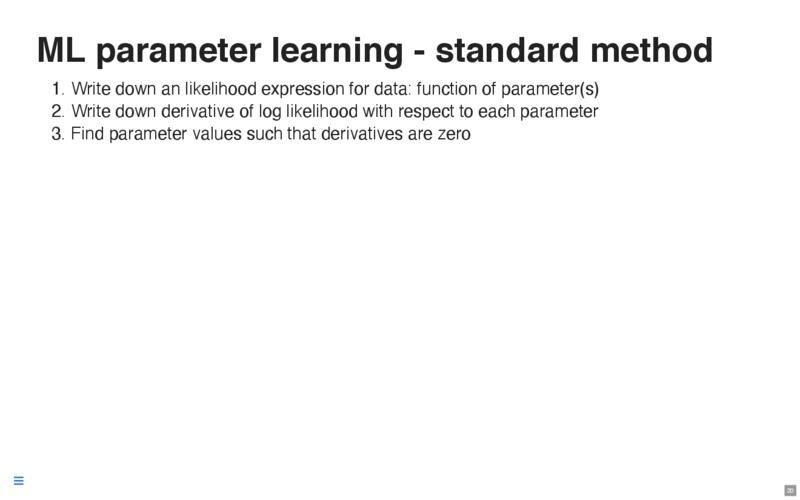 ML parameter learning - standard method
1. Write down an likelihood expression for data: function of parameter(s)
2. Write down derivative of log likelihood with respect to each parameter
3. Find parameter values such that derivatives are zero
20